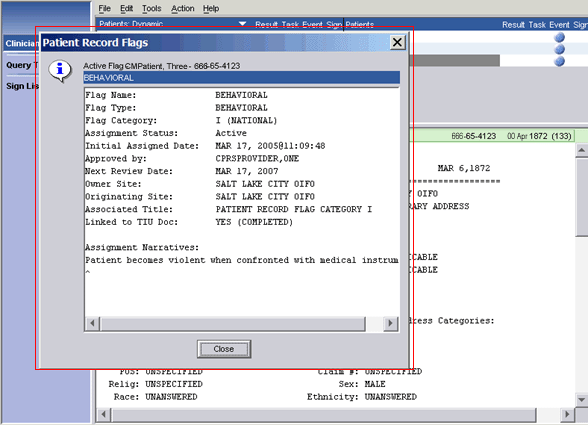 File Edit Tools Action Help
Patients: Dynamic Result Task Event Sign Patients Result Task Event Sign
Clinician
Query T
Sign Lis
Patient Record Flags
Active Flag CMPatient, Three - 666-65-4123
BEHAVIORAL
Flag Name: BEHAVIORAL
Flag Type: BEHAVIORAL
Flag Category: I (NATIONAL)
Assignment Status: Active
Initial Assigned Date: MAR 17, 2005@11:09:48
Approved by: CPRSPROVIDER,ONE
Next Review Date: MAR 17, 2007
Owner Site: SALT LAKE CITY OIFO
Originating Site: SALT LAKE CITY OIFO
Associated Title: PATIENT RECORD FLAG CATEGORY I
Linked to TIU Doc: YES (COMPLETED)
Assignment Narratives:
Patient becomes violent when confronted with medical instrum
^
Close
666-65-4123 00 Apr 1872 (133)
MAR 6,1872
==================
Y OIFO
RARY ADDRESS
ICABLE
ICABLE
dress Categories:
POS: UNSPECIFIED Claim #: UNSPECIFIED
Relig: UNSPECIFIED Sex: MALE
Race: UNANSWERED Ethnicity: UNANSWERED